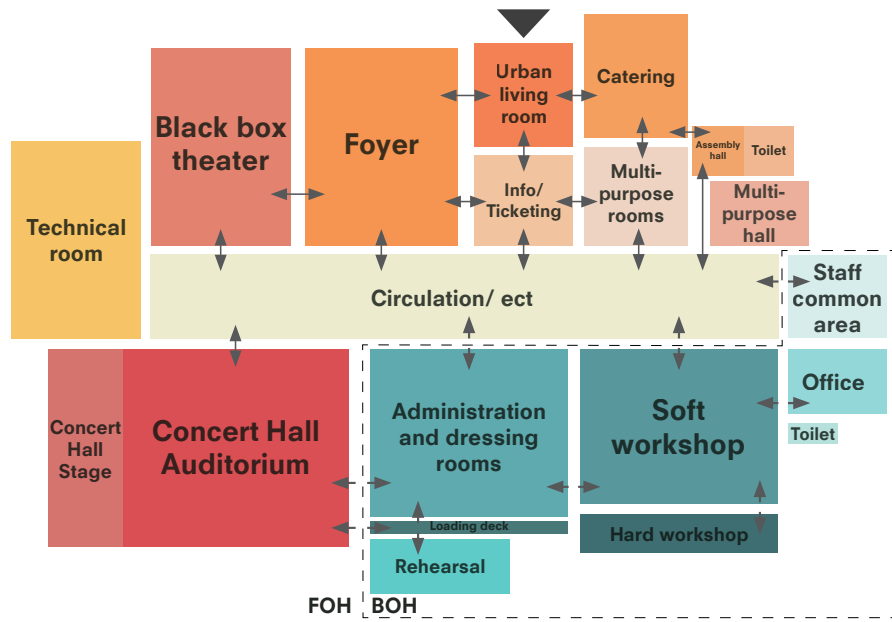 Urban
living
room
Catering
Black box
theater
Foyer
Assembly
hall
Toilet
Info/
Ticketing
Multi-
purpose
rooms
Multi-
purpose
hall
Technical
room
Circulation/ ect
Staff
common
area
Concert
Hall
Stage
Concert Hall
Auditorium
Administration
and dressing
rooms
Soft
workshop
Office
Toilet
Loading deck
Hard workshop
Rehearsal
FOH
BOH